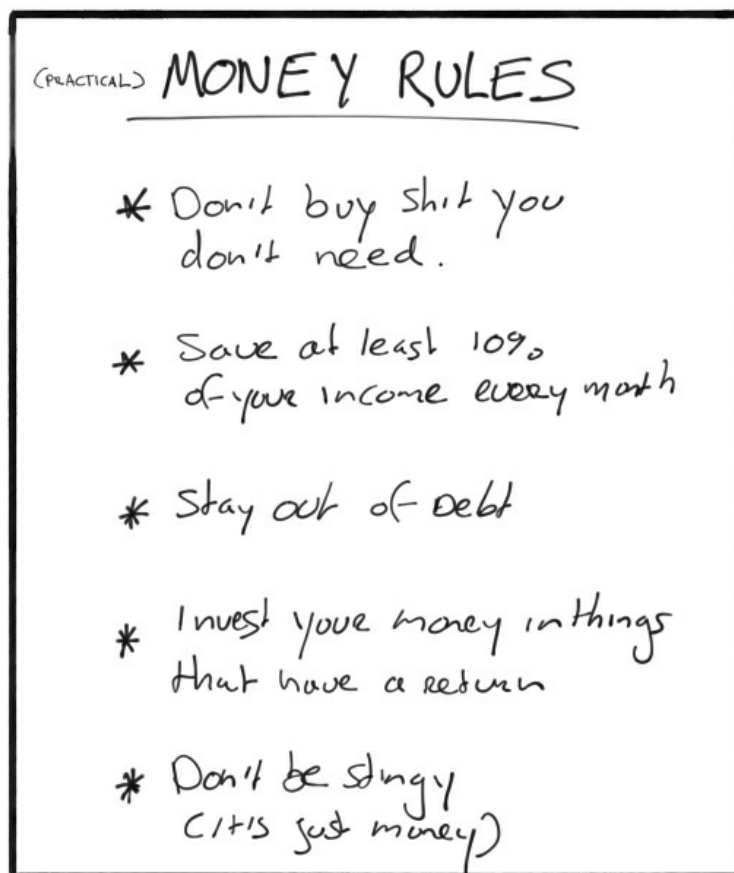 (PRACTICAL) MONEY RULES
* Don't buy shit you
don't need.
* Save at least 10%
of your income every month
* Stay out of Debt
* Invest your money in things
that have a return
* Don't be stingy
(it is just money)